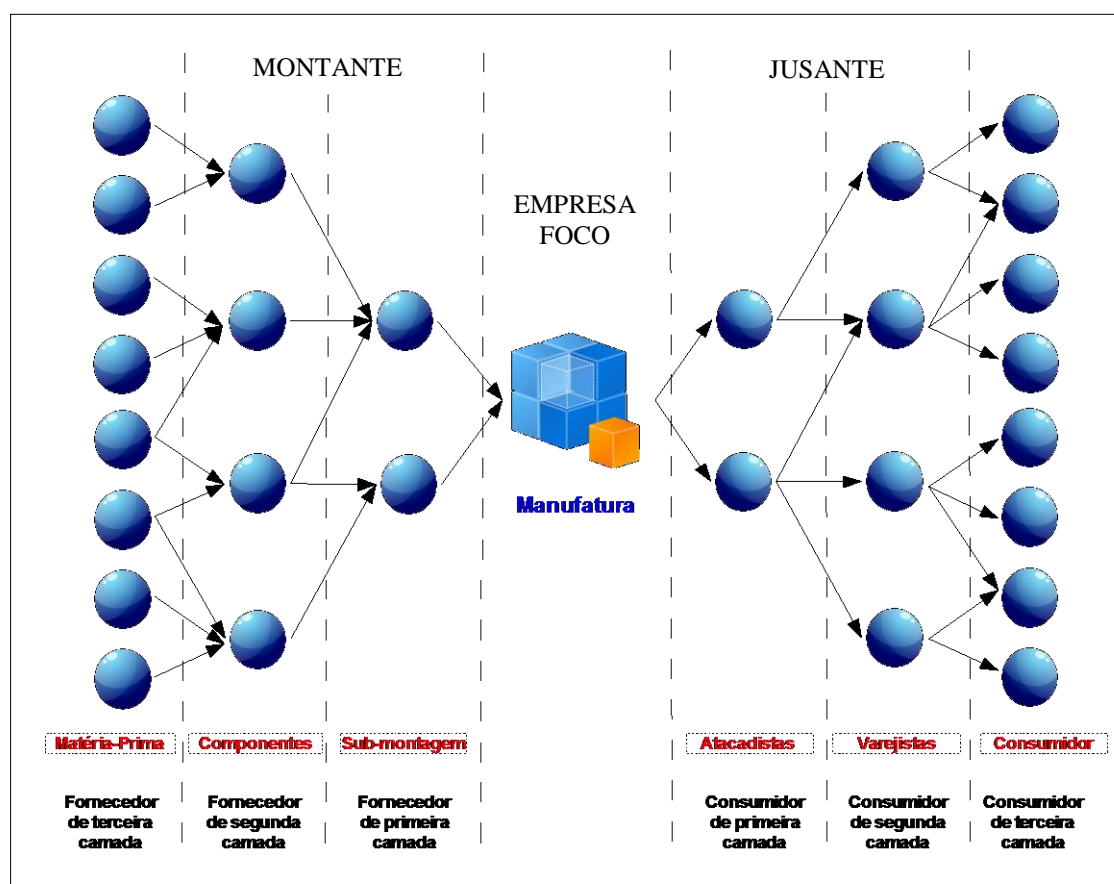 MONTANTE
JUSANTE
EMPRESA
FOCO
Manufatura
Matéria-Prima
Componentes
Sub-montagem
Atacadistas
Varejistas
Consumidor
Fornecedor
de terceira
camada
Fornecedor
de segunda
camada
Fornecedor
de primeira
camada
Consumidor
de primeira
camada
Consumidor
de segunda
camada
Consumidor
de terceira
camada